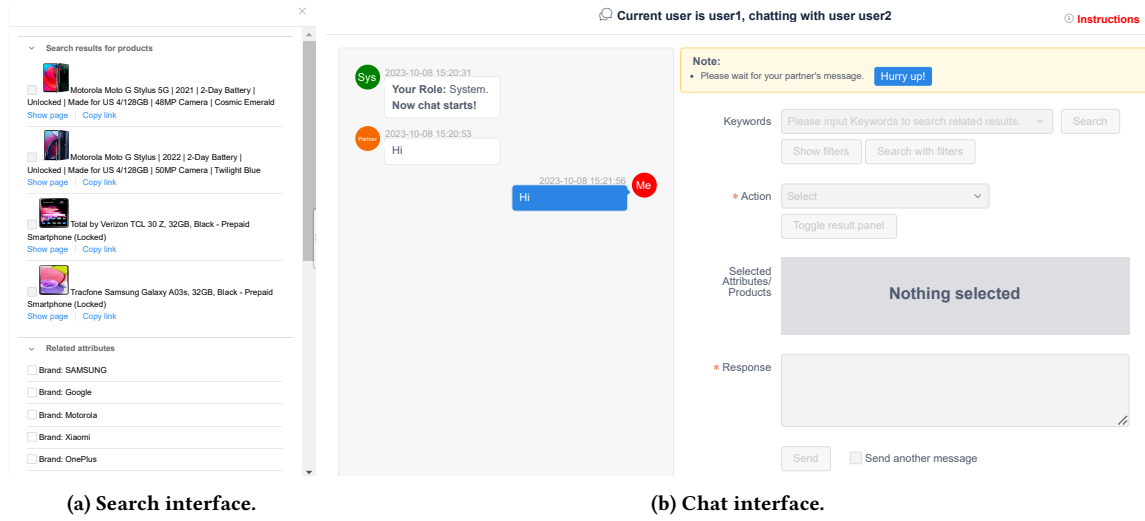 ×
Search results for products
Motorola Moto G Stylus 5G | 2021 | 2-Day Battery |
Unlocked | Made for US 4/128GB | 48MP Camera | Cosmic Emerald
Show page | Copy link
Motorola Moto G Stylus | 2022 | 2-Day Battery |
Unlocked | Made for US 4/128GB | 50MP Camera | Twilight Blue
Show page | Copy link
Total by Verizon TCL 30 Z, 32GB, Black - Prepaid
Smartphone (Locked)
Show page | Copy link
Tracfone Samsung Galaxy A03s, 32GB, Black - Prepaid
Smartphone (Locked)
Show page | Copy link
Related attributes
Brand: SAMSUNG
Brand: Google
Brand: Motorola
Brand: Xiaomi
Brand: OnePlus
(a) Search interface.
Current user is user1, chatting with user user2
Instructions
Sys
2023-10-08 15:20:31
Your Role: System.
Now chat starts!
Partner
2023-10-08 15:20:53
Hi
2023-10-08 15:21:56
Me
Hi
Note:
• Please wait for your partner's message. Hurry up!
Keywords
Please input Keywords to search related results.
Search
Show filters
Search with filters
* Action
Select
Toggle result panel
Selected
Attributes/
Products
Nothing selected
* Response
Send
Send another message
(b) Chat interface.